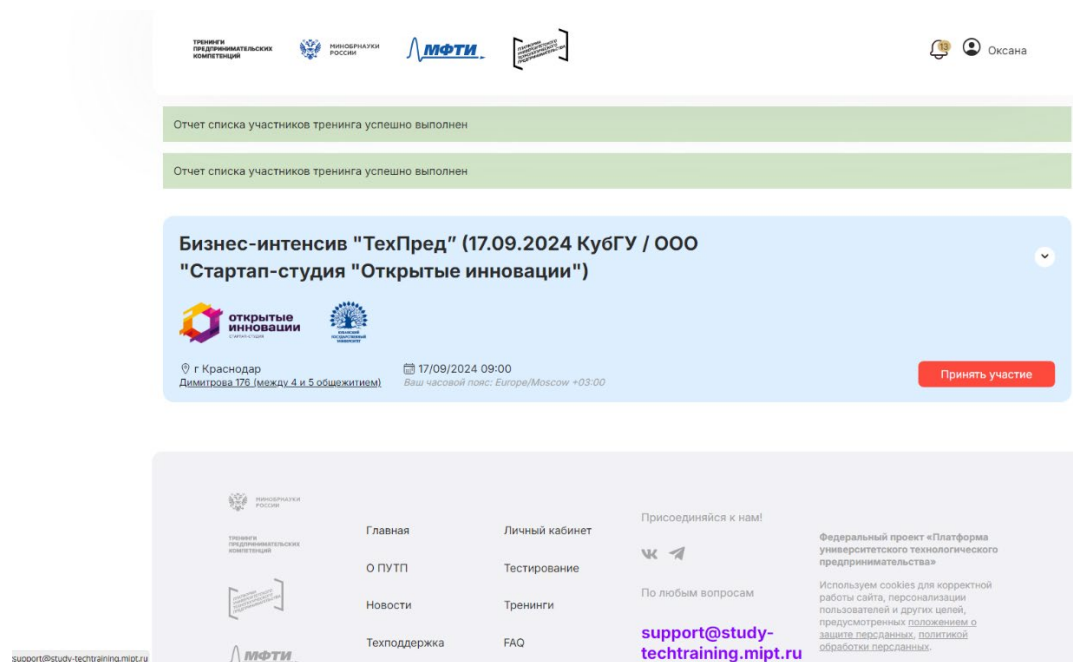 ТРЕНИНГИ
ПРЕДПРИНИМАТЕЛЬСКИХ
КОМПЕТЕНЦИЙ
МИНОБРНАУКИ
РОССИИ
МФТИ
13
Оксана
Отчет списка участников тренинга успешно выполнен
Отчет списка участников тренинга успешно выполнен
Бизнес-интенсив "ТехПред" (17.09.2024 КубГУ / ООО
"Стартап-студия "Открытые инновации")
открытые
инновации
г Краснодар
Димитрова 176 (между 4 и 5 общежитием)
17/09/2024 09:00
Ваш часовой пояс: Europe/Moscow +03:00
Принять участие
МИНОБРНАУКИ
РОССИИ
ТРЕНИНГИ
ПРЕДПРИНИМАТЕЛЬСКИХ
КОМПЕТЕНЦИЙ
МФТИ
Главная
О ПУТП
Новости
Техподдержка
Личный кабинет
Тестирование
Тренинги
FAQ
Присоединяйся к нам!
По любым вопросам
support@study-
techtraining.mipt.ru
Федеральный проект «Платформа
университетского технологического
предпринимательства»
Используем cookies для корректной
работы сайта, персонализации
пользователей и других целей,
предусмотренных положением о
защите персданных, политикой
обработки персданных.
support@study-techtraining.mipt.ru